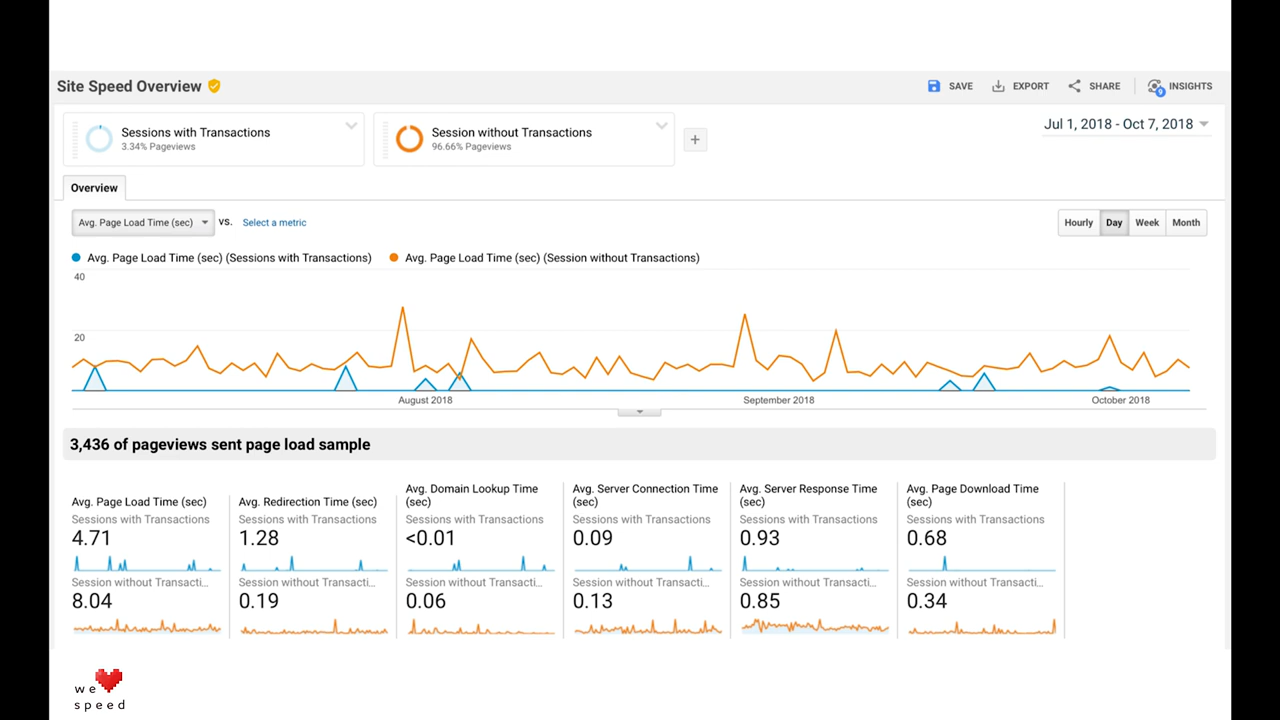 Site Speed Overview
SAVE
EXPORT
SHARE
9
INSIGHTS
Sessions with Transactions
3.34% Pageviews
Session without Transactions
96.66% Pageviews
+
Jul 1, 2018 - Oct 7, 2018
Overview
Avg. Page Load Time (sec)
vs.
Select a metric
Hourly
Day
Week
Month
Avg. Page Load Time (sec) (Sessions with Transactions)
Avg. Page Load Time (sec) (Session without Transactions)
40
20
August 2018
September 2018
October 2018
3,436 of pageviews sent page load sample
Avg. Page Load Time (sec)
Sessions with Transactions
4.71
Session without Transacti...
8.04
Avg. Redirection Time (sec)
Sessions with Transactions
1.28
Session without Transacti...
0.19
Avg. Domain Lookup Time
(sec)
Sessions with Transactions
<0.01
Session without Transacti...
0.06
Avg. Server Connection Time
(sec)
Sessions with Transactions
0.09
Session without Transacti...
0.13
Avg. Server Response Time
(sec)
Sessions with Transactions
0.93
Session without Transacti...
0.85
Avg. Page Download Time
(sec)
Sessions with Transactions
0.68
Session without Transacti...
0.34
we
speed